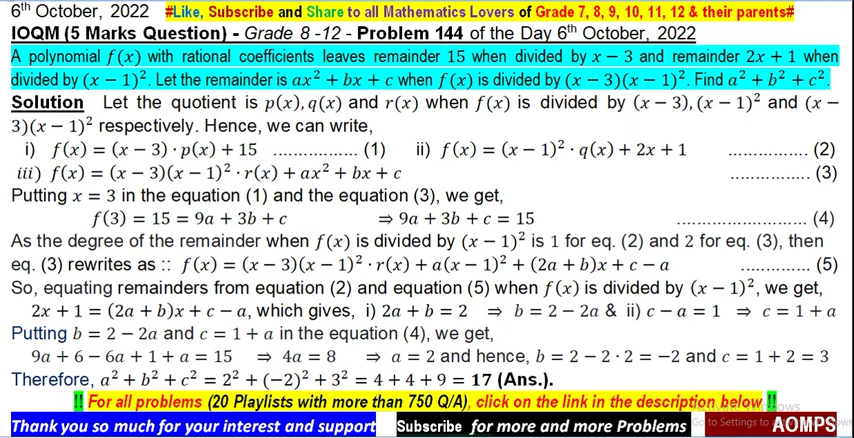 6th October, 2022 #Like, Subscribe and Share to all Mathematics Lovers of Grade 7, 8, 9, 10, 11, 12 & their parents#
IOQM (5 Marks Question) - Grade 8 -12 - Problem 144 of the Day 6th October, 2022
A polynomial f(x) with rational coefficients leaves remainder 15 when divided by x − 3 and remainder 2x + 1 when
divided by (x − 1)². Let the remainder is ax² + bx + c when f(x) is divided by (x − 3)(x − 1)². Find a² + b² + c².
Solution Let the quotient is p(x), q(x) and r(x) when f(x) is divided by (x − 3), (x − 1)² and (x −
3)(x − 1)² respectively. Hence, we can write,
i) f(x) = (x − 3) · p(x) + 15 ................. (1) ii) f(x) = (x − 1)² · q(x) + 2x + 1 ................ (2)
iii) f(x) = (x − 3)(x − 1)² · r(x) + ax² + bx + c ................ (3)
Putting x = 3 in the equation (1) and the equation (3), we get,
f(3) = 15 = 9a + 3b + c ⇒ 9a + 3b + c = 15 .......................... (4)
As the degree of the remainder when f(x) is divided by (x − 1)² is 1 for eq. (2) and 2 for eq. (3), then
eq. (3) rewrites as :: f(x) = (x − 3)(x − 1)² · r(x) + a(x − 1)² + (2a + b)x + c − a .............. (5)
So, equating remainders from equation (2) and equation (5) when f(x) is divided by (x − 1)², we get,
2x + 1 = (2a + b)x + c − a, which gives, i) 2a + b = 2 ⇒ b = 2 − 2a & ii) c − a = 1 ⇒ c = 1 + a
Putting b = 2 − 2a and c = 1 + a in the equation (4), we get,
9a + 6 − 6a + 1 + a = 15 ⇒ 4a = 8 ⇒ a = 2 and hence, b = 2 − 2 · 2 = −2 and c = 1 + 2 = 3
Therefore, a² + b² + c² = 2² + (−2)² + 3² = 4 + 4 + 9 = 17 (Ans.).
!! For all problems (20 Playlists with more than 750 Q/A), click on the link in the description below !!
Thank you so much for your interest and support Subscribe for more and more Problems AOMPS